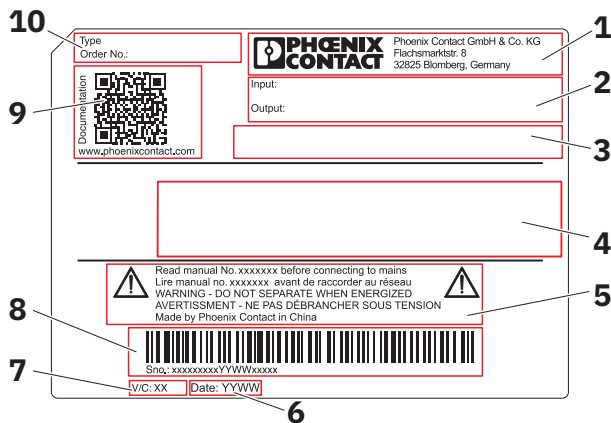 10
Type
Order No.:
PHŒNIX
CONTACT
Phoenix Contact GmbH & Co. KG
Flachsmarktstr. 8
32825 Blomberg, Germany
1
9
Documentation
www.phoenixcontact.com
Input:
Output:
2
3
4
Read manual No. xxxxxxx before connecting to mains
Lire manual no. xxxxxxx avant de raccorder au réseau
WARNING - DO NOT SEPARATE WHEN ENERGIZED
AVERTISSMENT - NE PAS DÉBRANCHER SOUS TENSION
Made by Phoenix Contact in China
5
8
Sno.: xxxxxxxxxYYWWxxxxx
7
V/C: XX
Date: YYWW
6